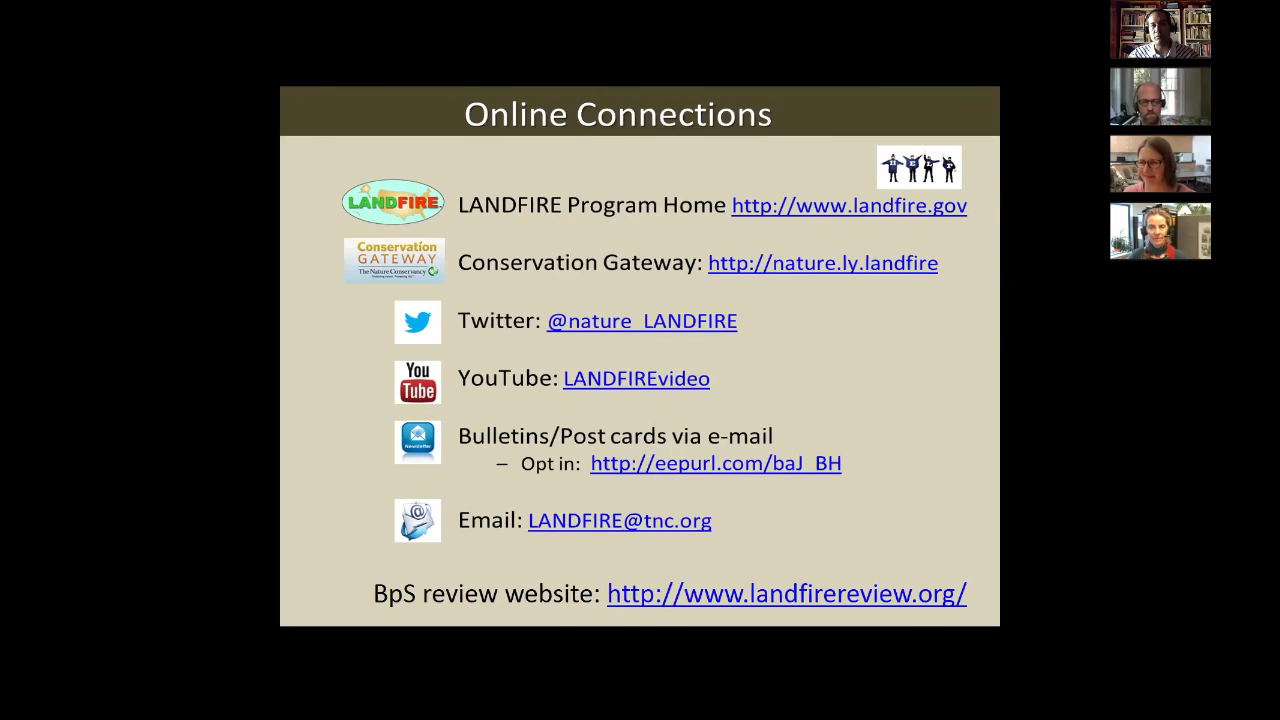 Online Connections
LANDFIRE
LANDFIRE Program Home http://www.landfire.gov
Conservation
GATEWAY
The Nature Conservancy
Conservation Gateway: http://nature.ly.landfire
Twitter: @nature_LANDFIRE
You
Tube
YouTube: LANDFIREvideo
Newsletter
Bulletins/Post cards via e-mail
– Opt in: http://eepurl.com/baJ_BH
@
Email: LANDFIRE@tnc.org
BpS review website: http://www.landfirereview.org/